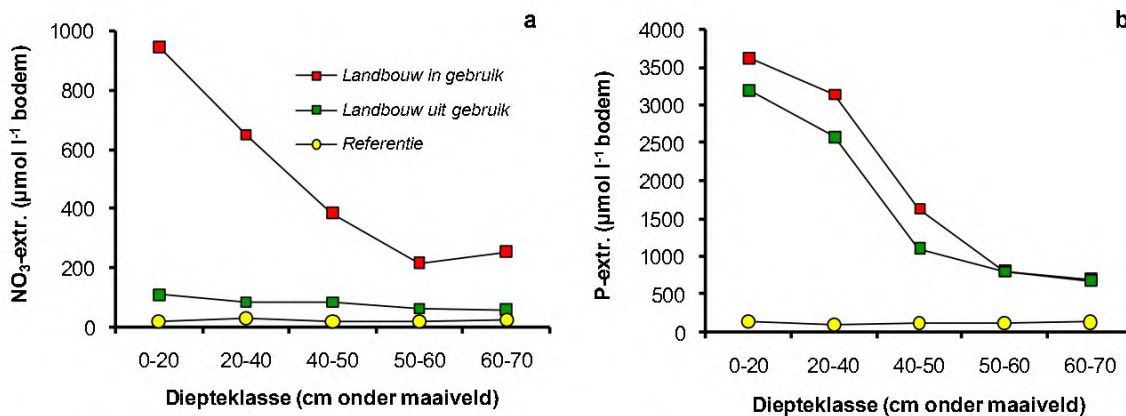 a
NO₃-extr. (µmol l⁻¹ bodem)
1000
800
600
400
200
0
Landbouw in gebruik
Landbouw uit gebruik
Referentie
0-20 20-40 40-50 50-60 60-70
Diepteklasse (cm onder maaiveld)
b
P-extr. (µmol l⁻¹ bodem)
4000
3500
3000
2500
2000
1500
1000
500
0
0-20 20-40 40-50 50-60 60-70
Diepteklasse (cm onder maaiveld)